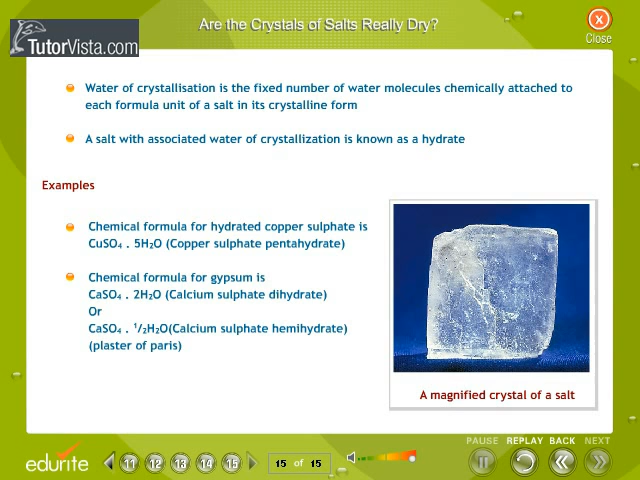 Are the Crystals of Salts Really Dry?
Close
TutorVista.com
Water of crystallisation is the fixed number of water molecules chemically attached to
each formula unit of a salt in its crystalline form
A salt with associated water of crystallization is known as a hydrate
Examples
Chemical formula for hydrated copper sulphate is
CuSO₄ . 5H₂O (Copper sulphate pentahydrate)
Chemical formula for gypsum is
CaSO₄ . 2H₂O (Calcium sulphate dihydrate)
Or
CaSO₄ . ¹/₂H₂O(Calcium sulphate hemihydrate)
(plaster of paris)
A magnified crystal of a salt
PAUSE REPLAY BACK NEXT
edurite
11 12 13 14 15
15 of 15